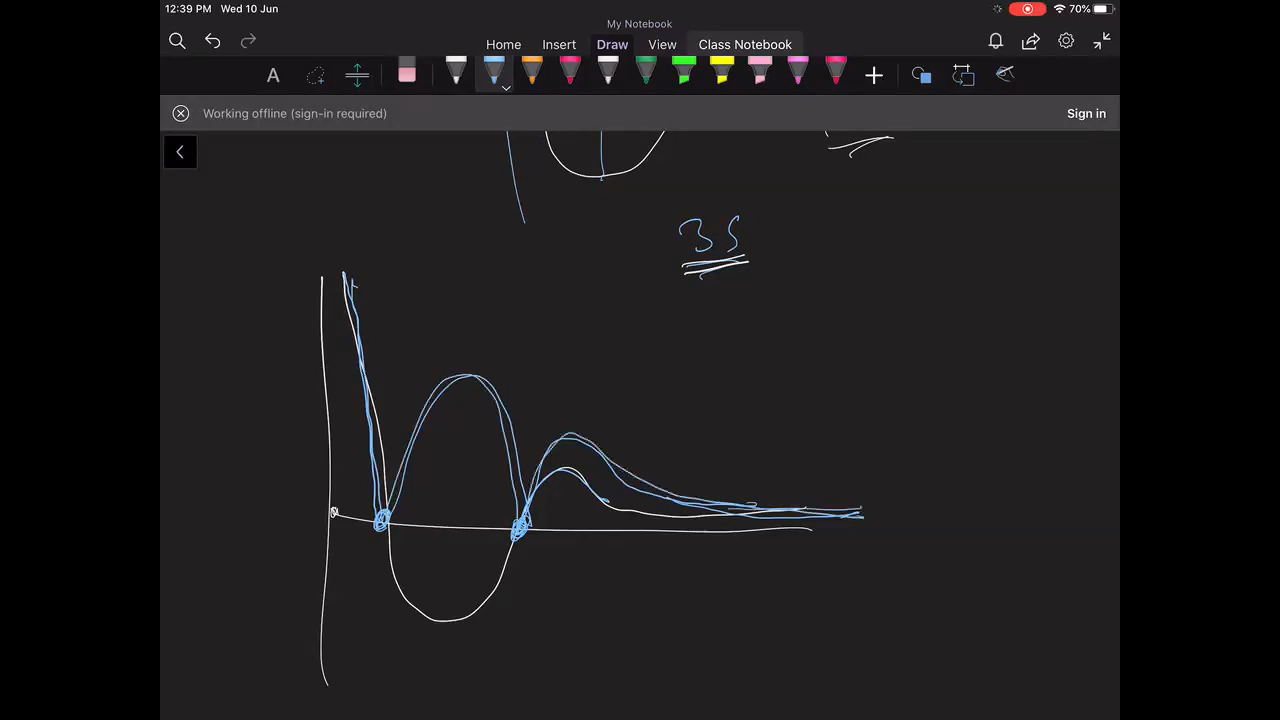 12:39 PM Wed 10 Jun
70%
My Notebook
Home Insert Draw View Class Notebook
A
Working offline (sign-in required)
Sign in
3S